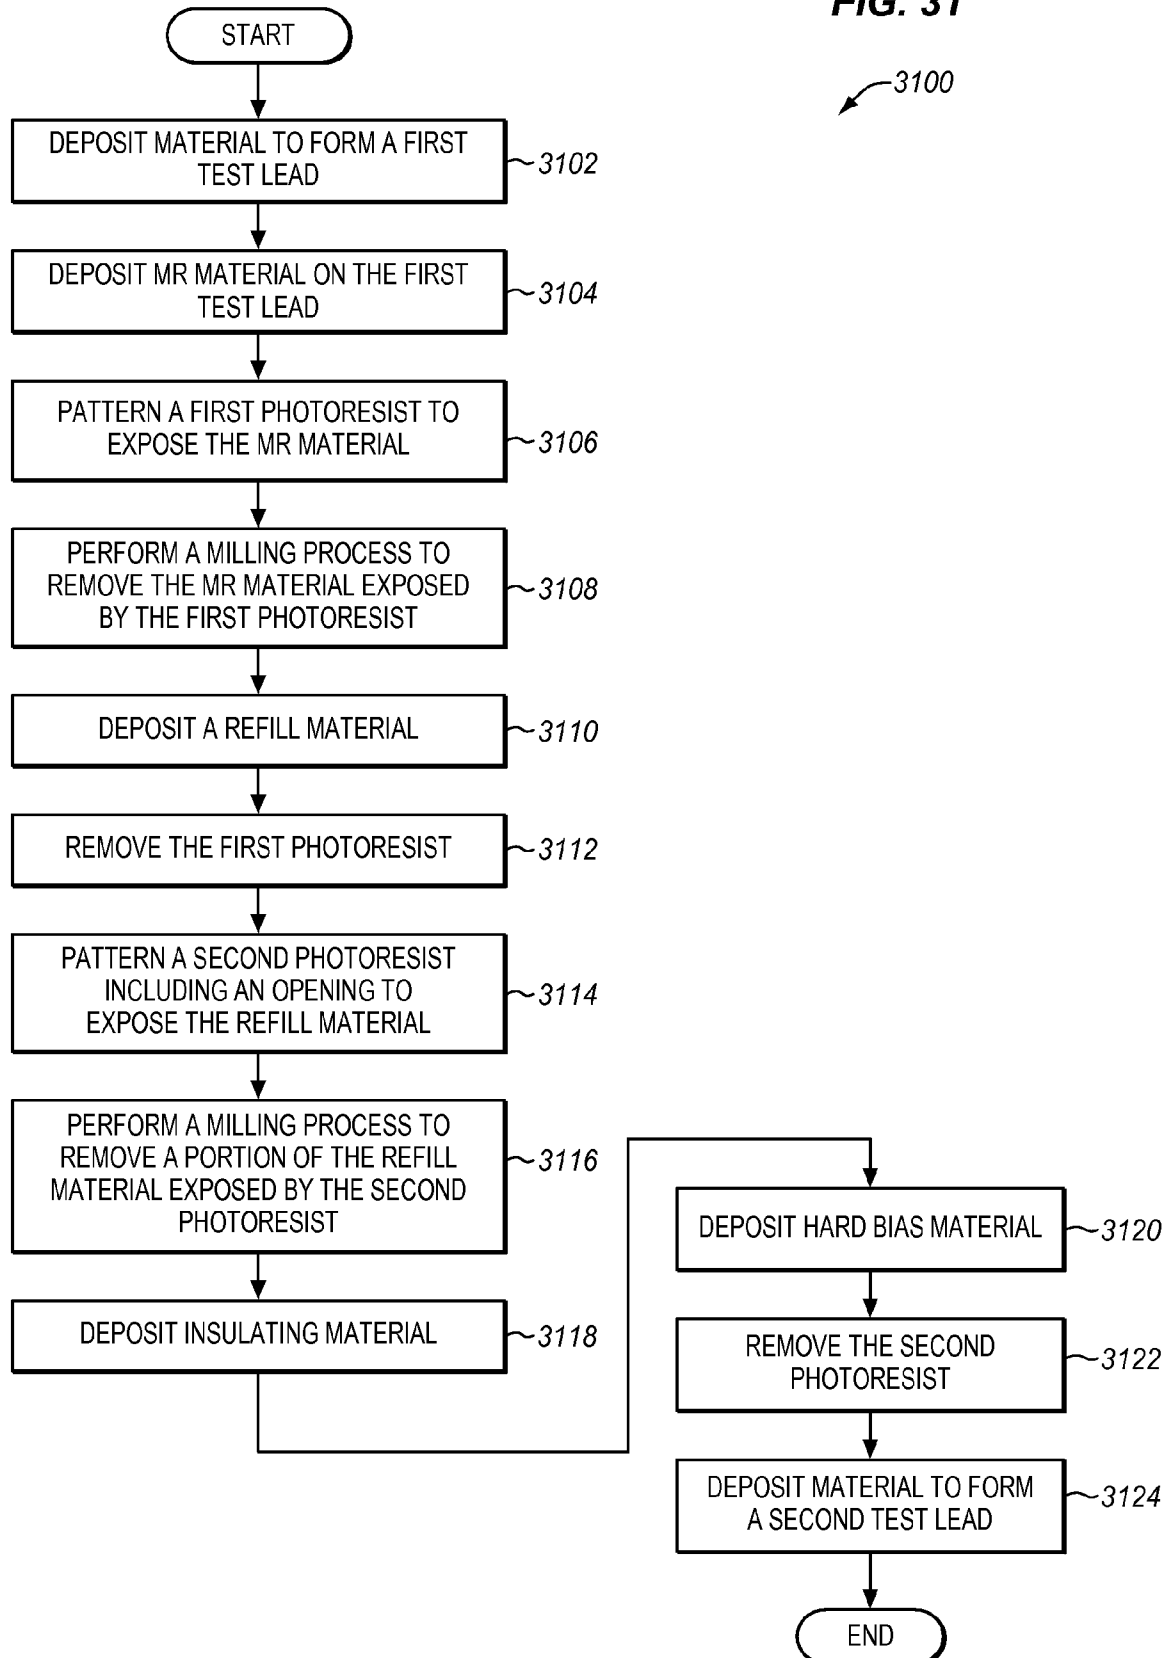 FIG. 31
START
3100
DEPOSIT MATERIAL TO FORM A FIRST
TEST LEAD
3102
DEPOSIT MR MATERIAL ON THE FIRST
TEST LEAD
3104
PATTERN A FIRST PHOTORESIST TO
EXPOSE THE MR MATERIAL
3106
PERFORM A MILLING PROCESS TO
REMOVE THE MR MATERIAL EXPOSED
BY THE FIRST PHOTORESIST
3108
DEPOSIT A REFILL MATERIAL
3110
REMOVE THE FIRST PHOTORESIST
3112
PATTERN A SECOND PHOTORESIST
INCLUDING AN OPENING TO
EXPOSE THE REFILL MATERIAL
3114
PERFORM A MILLING PROCESS TO
REMOVE A PORTION OF THE REFILL
MATERIAL EXPOSED BY THE SECOND
PHOTORESIST
3116
DEPOSIT INSULATING MATERIAL
3118
DEPOSIT HARD BIAS MATERIAL
3120
REMOVE THE SECOND
PHOTORESIST
3122
DEPOSIT MATERIAL TO FORM
A SECOND TEST LEAD
3124
END